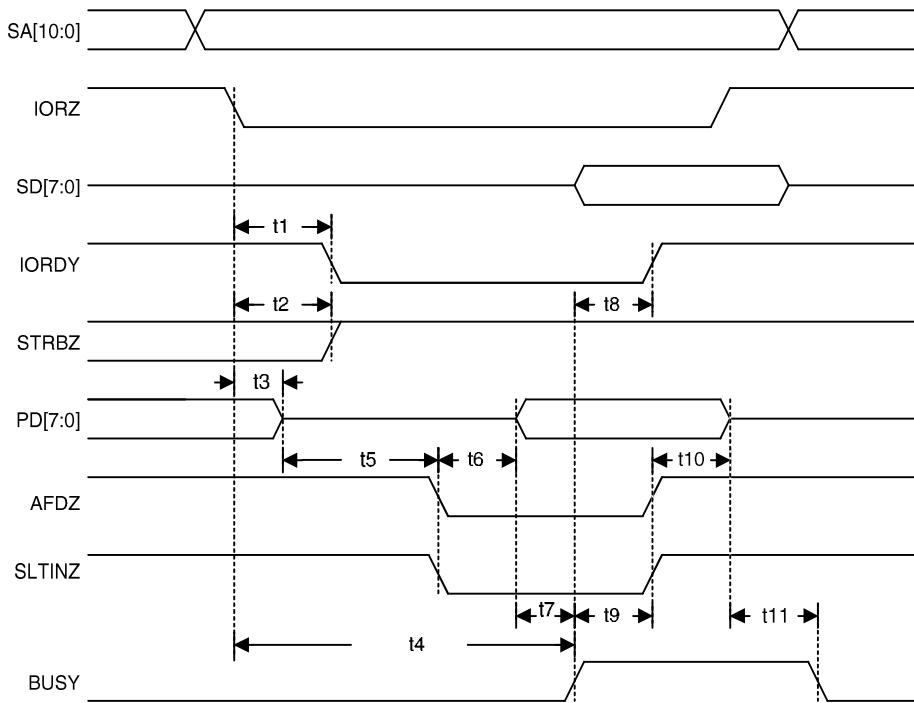 SA[10:0]
IORZ
SD[7:0]
t1
IORDY
t2
t8
STRBZ
t3
PD[7:0]
t5
t6
t10
AFDZ
SLTINZ
t7
t9
t11
t4
BUSY